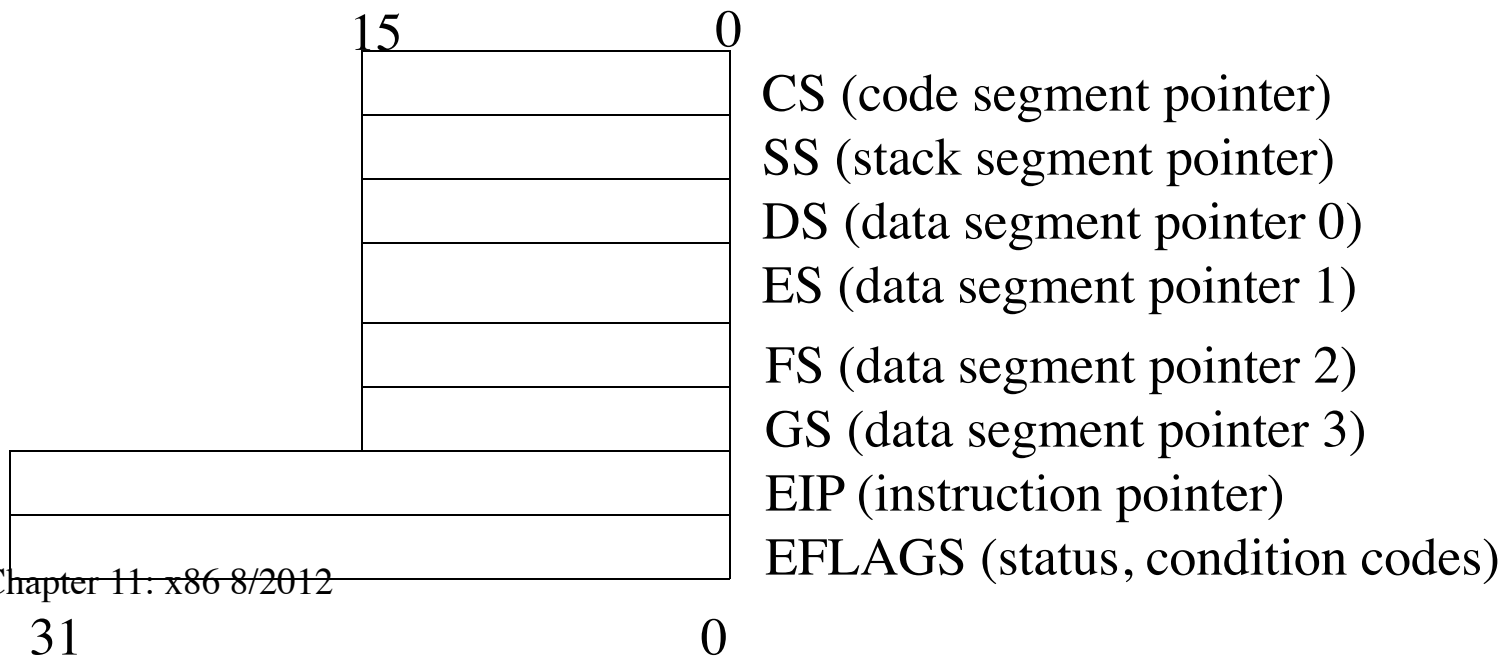 15 0
CS (code segment pointer)
SS (stack segment pointer)
DS (data segment pointer 0)
ES (data segment pointer 1)
FS (data segment pointer 2)
GS (data segment pointer 3)
EIP (instruction pointer)
EFLAGS (status, condition codes)
Chapter 11: x86 8/2012
31 0